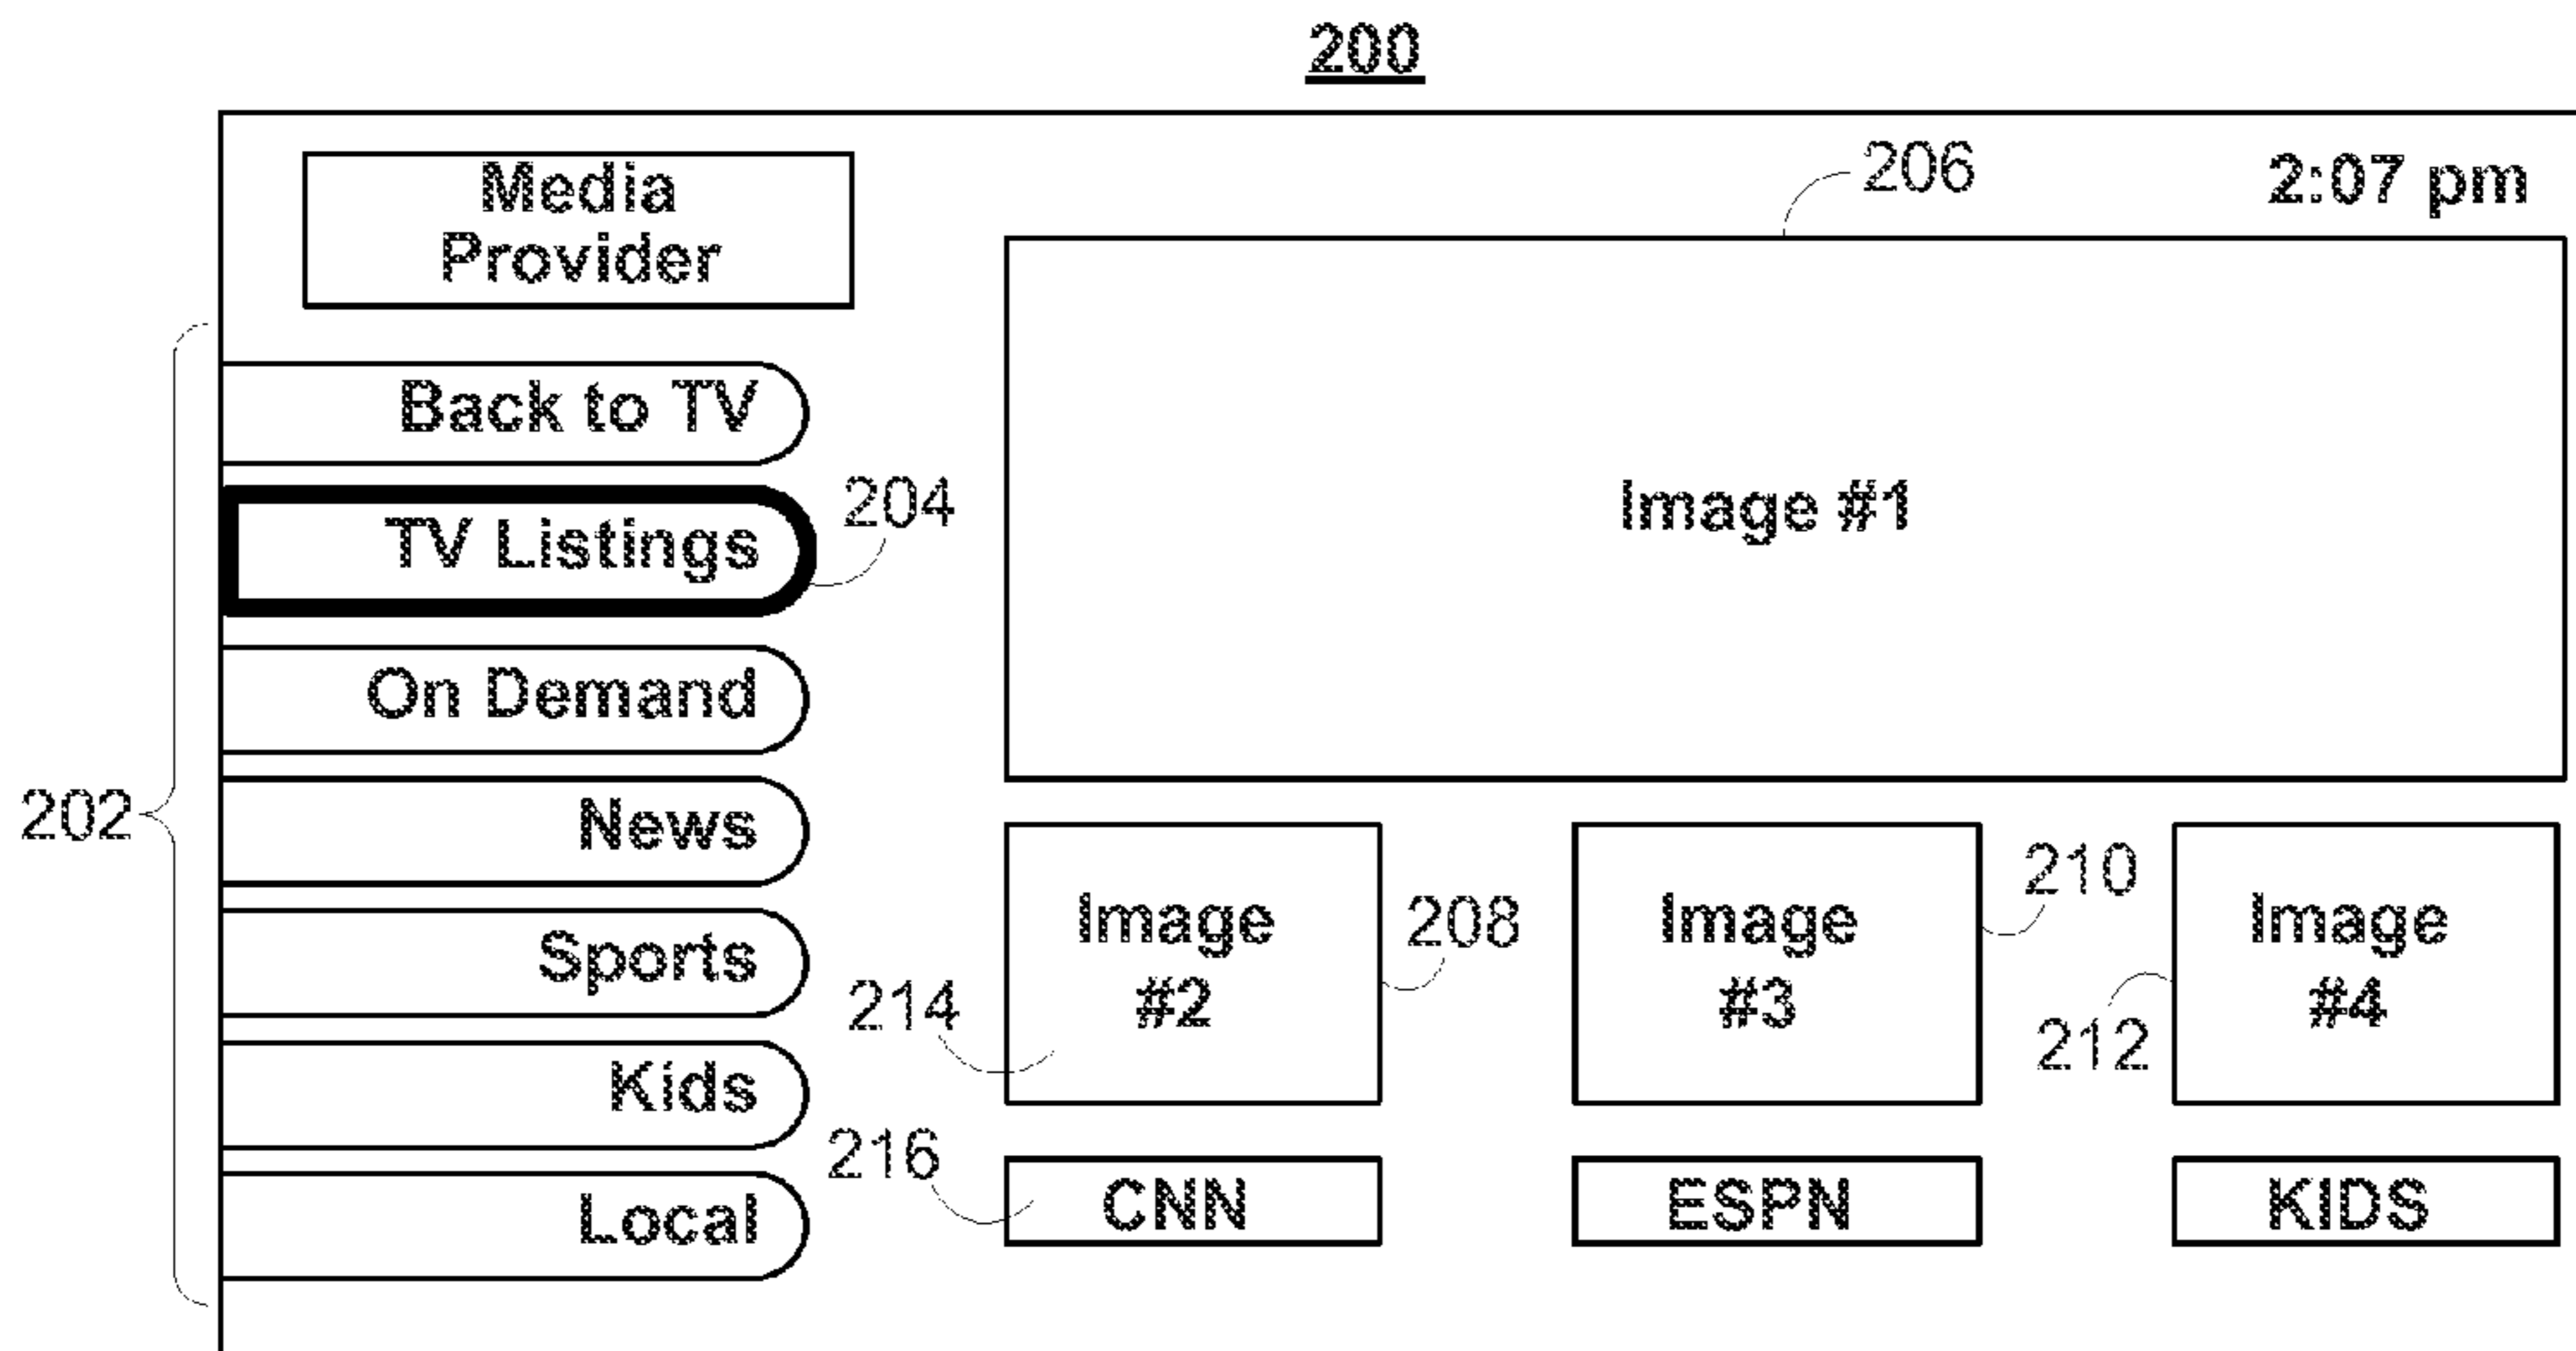 200
Media
Provider
206
2:07 pm
Back to TV
204
TV Listings
Image #1
On Demand
202
News
Sports
Kids
Local
Image
#2
208
Image
#3
210
Image
#4
212
214
216
CNN
ESPN
KIDS